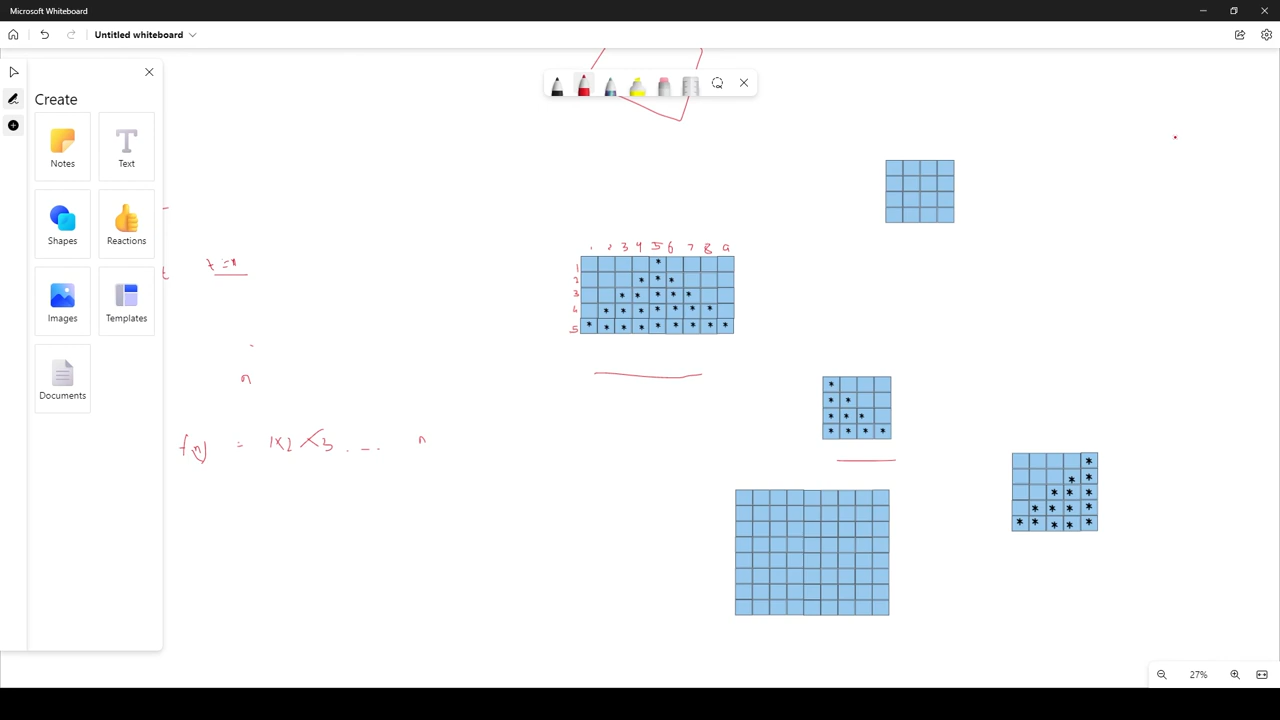 Microsoft Whiteboard
Untitled whiteboard
Create
Notes
Text
Shapes
Reactions
Images
Templates
Documents
n
f(n) = 1x2x3 . _ . n
1 2 3 4 5 6 7 8 9
1 *
2 * * *
3 * * * * *
4 * * * * * * *
5 * * * * * * * * *
*
* *
* * *
* * * *
*
* *
* * *
* * * *
* * * * *
27%